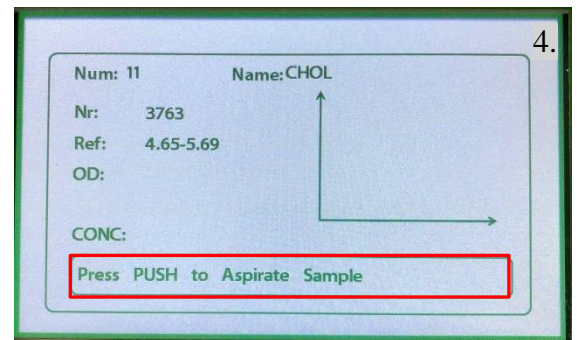 4.
Num: 11 Name: CHOL
Nr: 3763
Ref: 4.65-5.69
OD:
CONC:
Press PUSH to Aspirate Sample